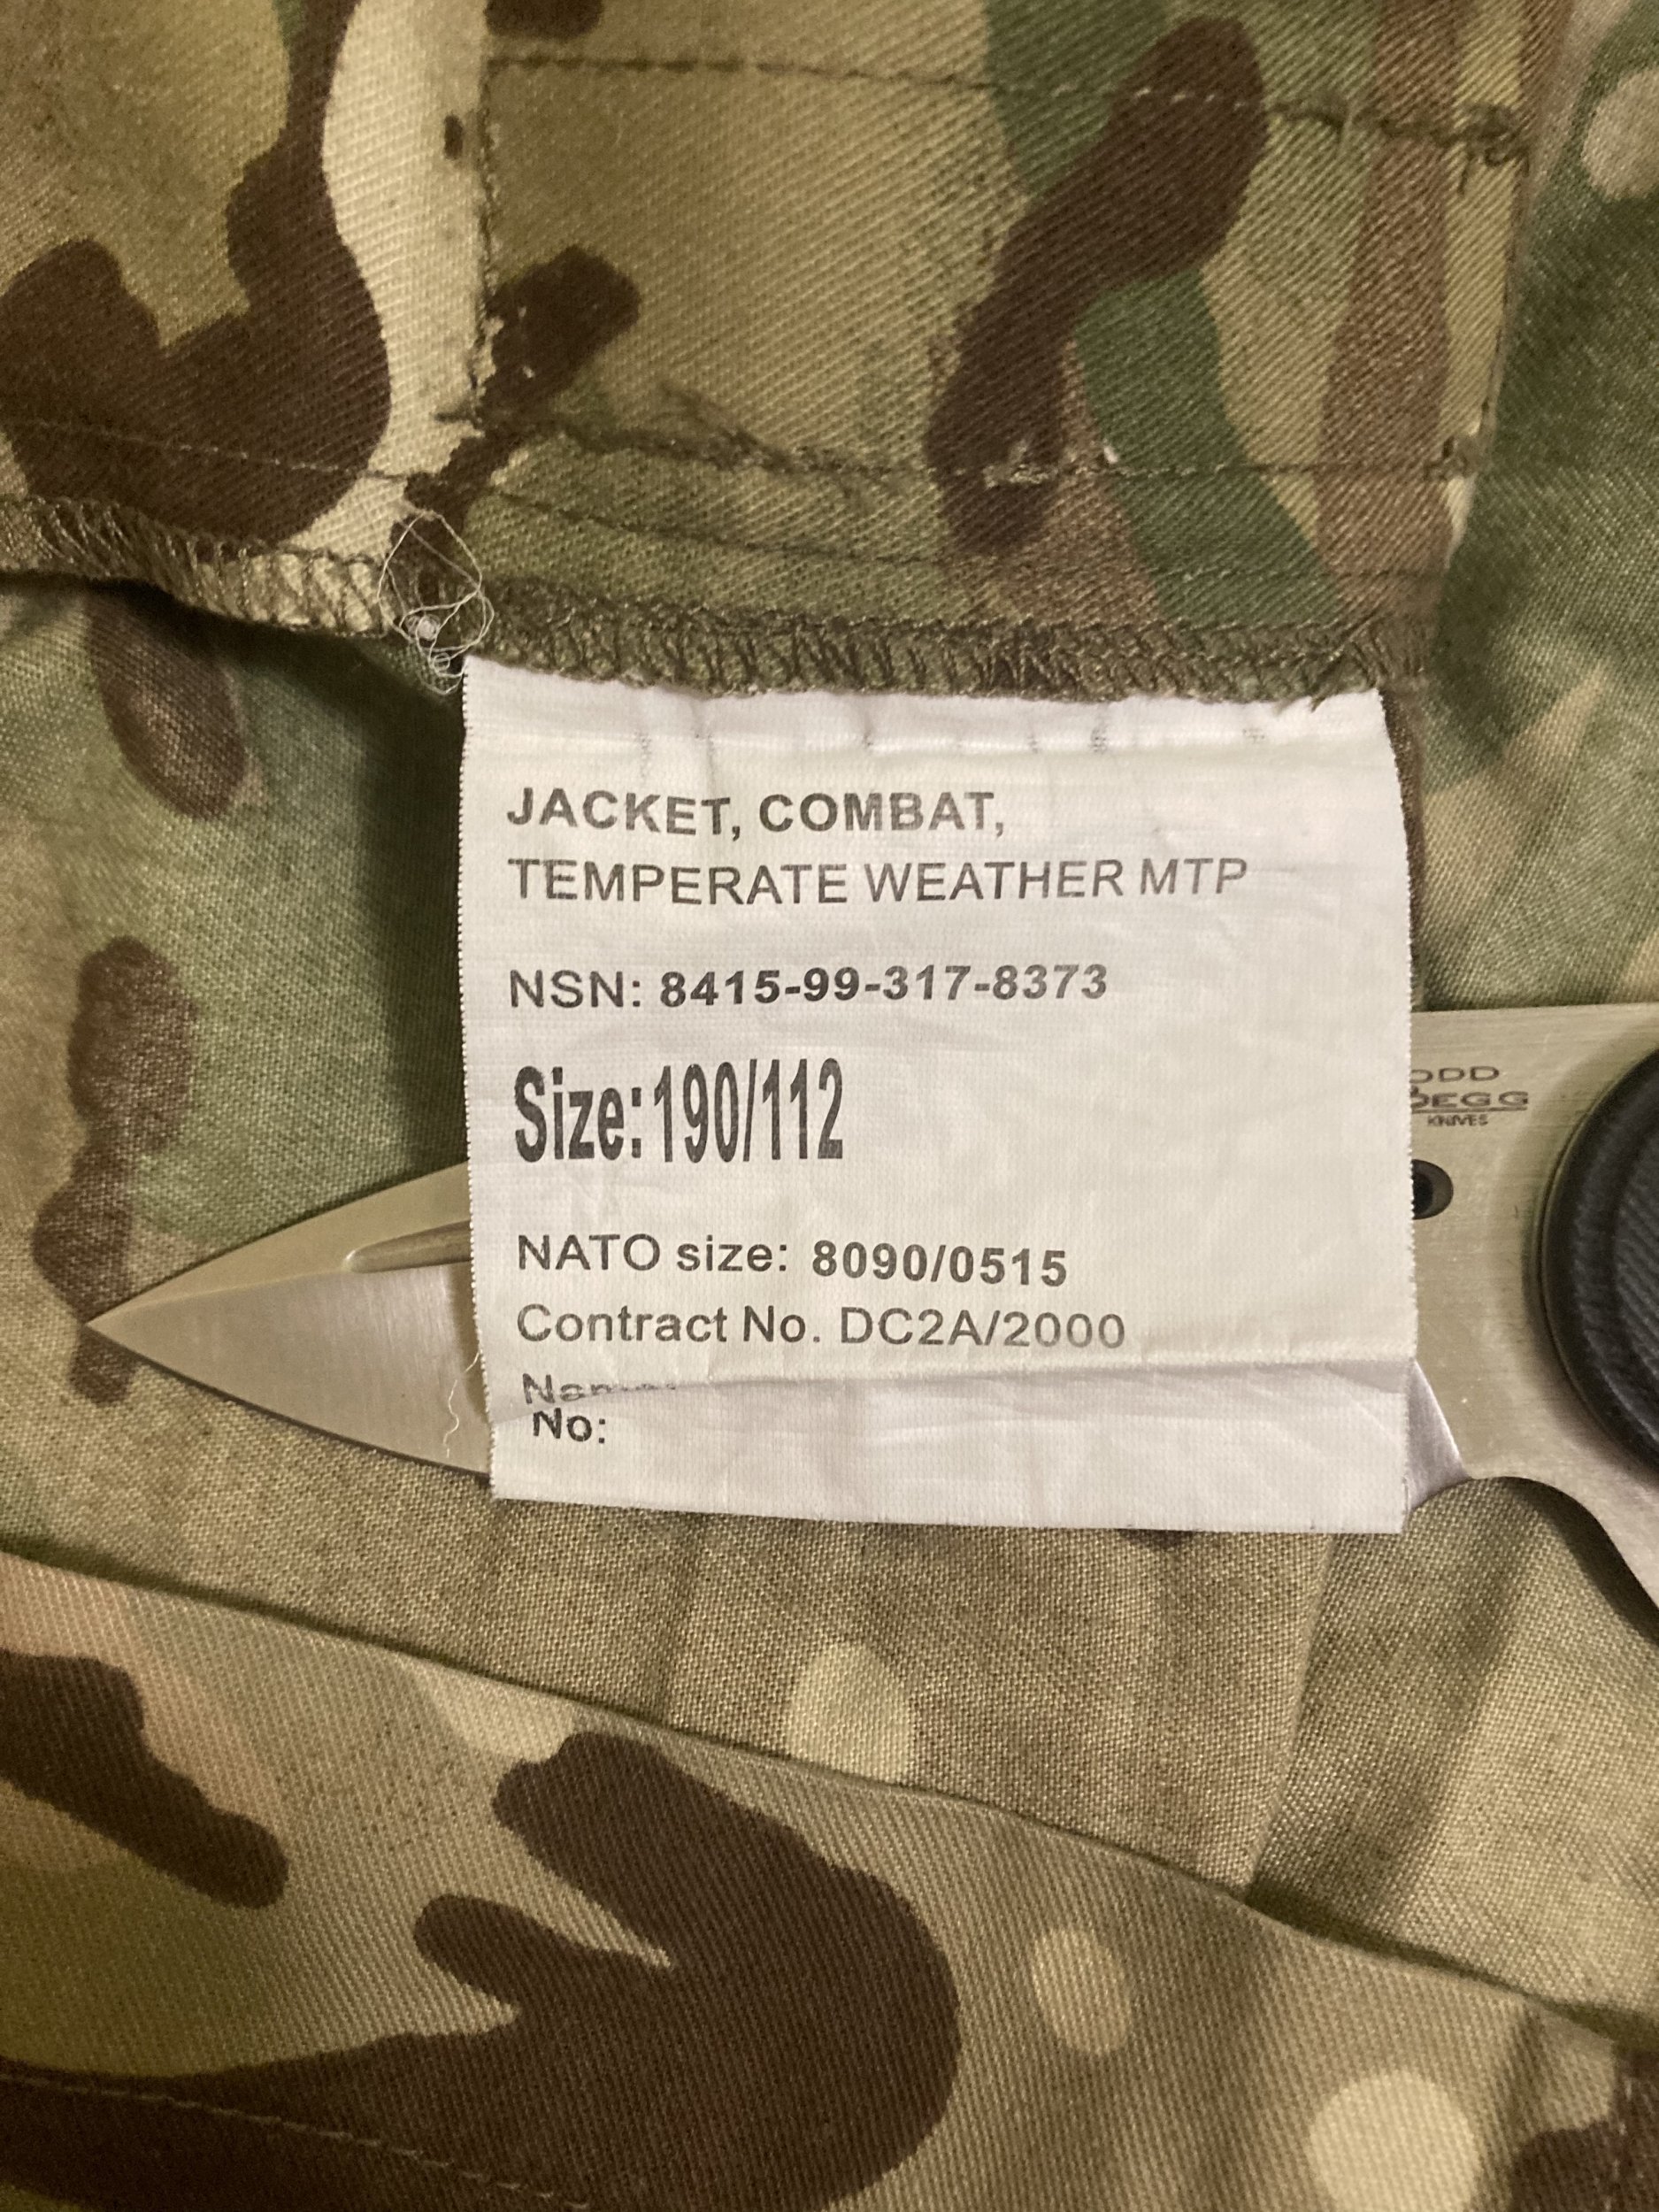 JACKET, COMBAT,
TEMPERATE WEATHER MTP
NSN: 8415-99-317-8373
Size:190/112
NATO size: 8090/0515
Contract No. DC2A/2000
No:
KNIVES